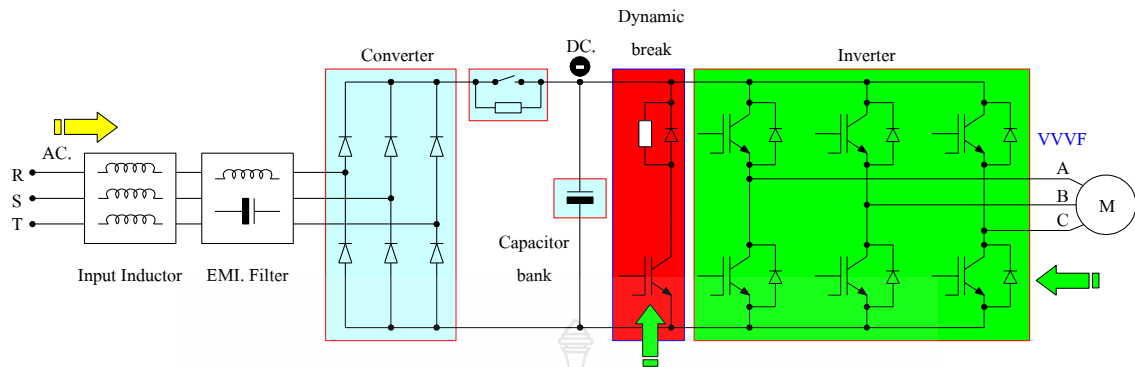 Dynamic
break
Converter
DC.
Inverter
AC.
VVVF
R
S
T
A
B
C
M
Input Inductor
EMI. Filter
Capacitor
bank